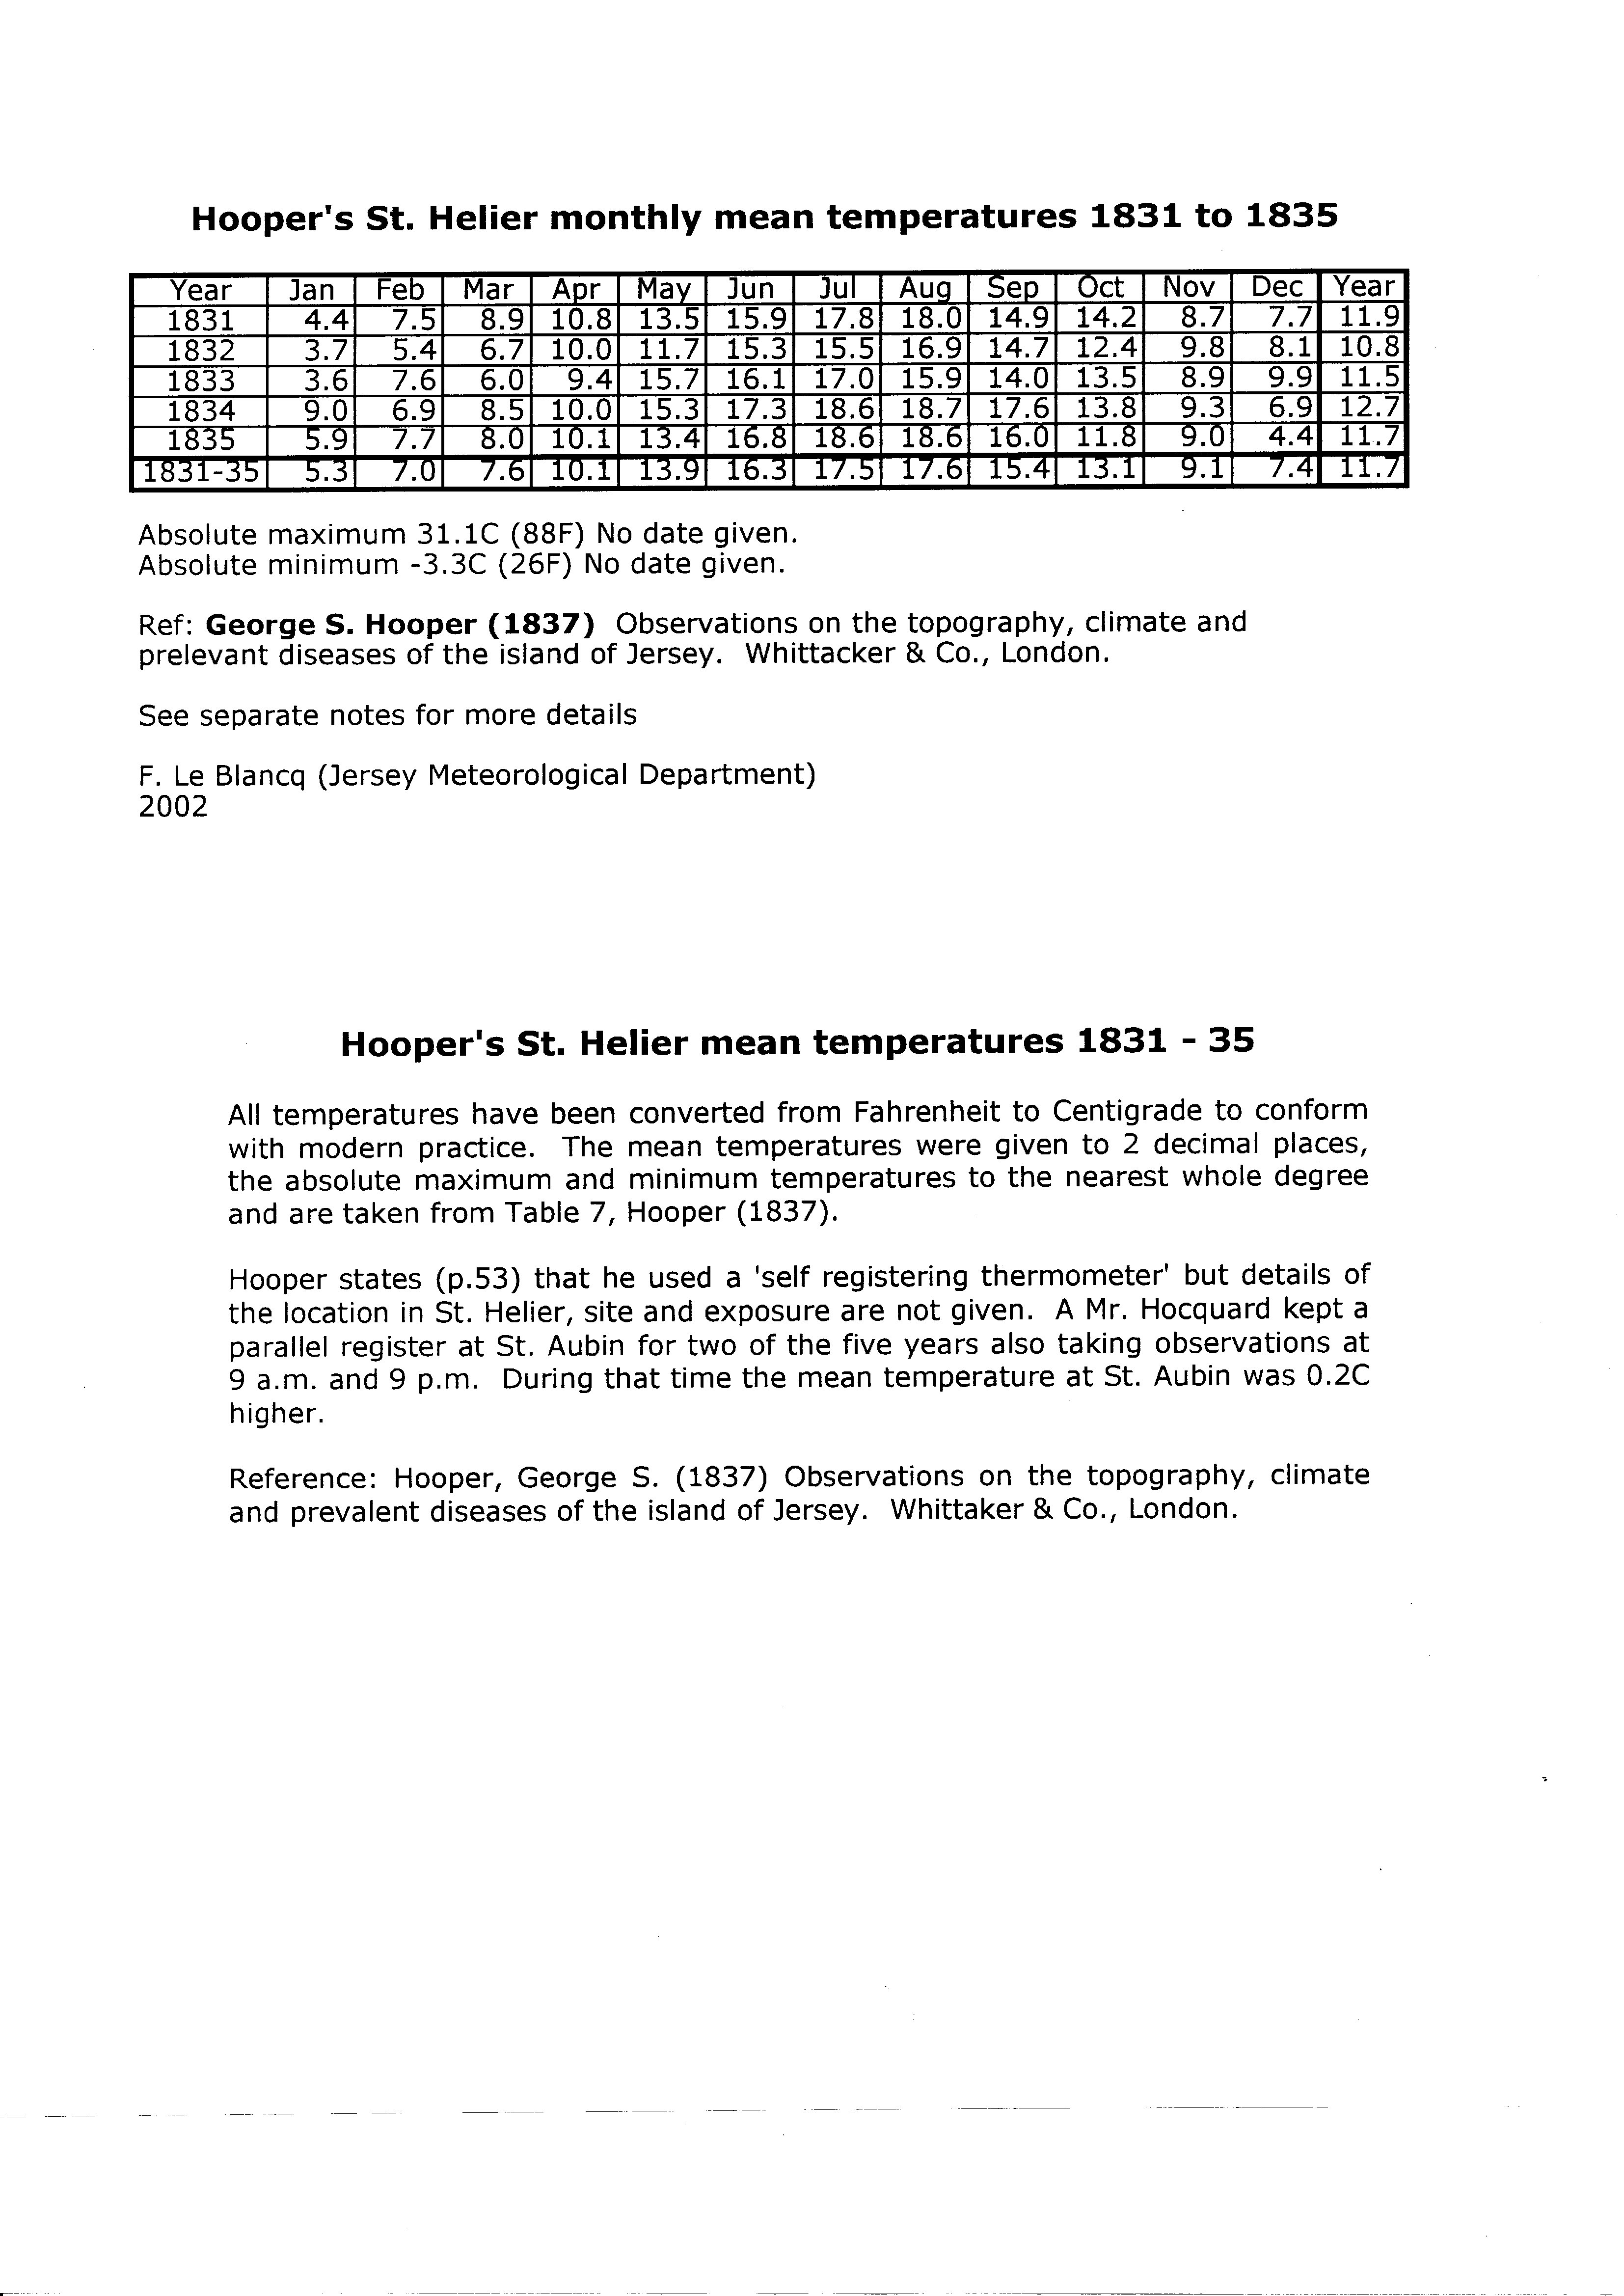 Hooper's St. Helier monthly mean temperatures 1831 to 1835
Year Jan Feb Mar Apr May Jun Jul Aug Sep Oct Nov Dec Year
1831 4.4 7.5 8.9 10.8 13.5 15.9 17.8 18.0 14.9 14.2 8.7 7.7 11.9
1832 3.7 5.4 6.7 10.0 11.7 15.3 15.5 16.9 14.7 12.4 9.8 8.1 10.8
1833 3.6 7.6 6.0 9.4 15.7 16.1 17.0 15.9 14.0 13.5 8.9 9.9 11.5
1834 9.0 6.9 8.5 10.0 15.3 17.3 18.6 18.7 17.6 13.8 9.3 6.9 12.7
1835 5.9 7.7 8.0 10.1 13.4 16.8 18.6 18.6 16.0 11.8 9.0 4.4 11.7
1831-35 5.3 7.0 7.6 10.1 13.9 16.3 17.5 17.6 15.4 13.1 9.1 7.4 11.7
Absolute maximum 31.1C (88F) No date given.
Absolute minimum -3.3C (26F) No date given.
Ref: George S. Hooper (1837) Observations on the topography, climate and
prelevant diseases of the island of Jersey. Whittacker & Co., London.
See separate notes for more details
F. Le Blancq (Jersey Meteorological Department)
2002
Hooper's St. Helier mean temperatures 1831 - 35
All temperatures have been converted from Fahrenheit to Centigrade to conform
with modern practice. The mean temperatures were given to 2 decimal places,
the absolute maximum and minimum temperatures to the nearest whole degree
and are taken from Table 7, Hooper (1837).
Hooper states (p.53) that he used a 'self registering thermometer' but details of
the location in St. Helier, site and exposure are not given. A Mr. Hocquard kept a
parallel register at St. Aubin for two of the five years also taking observations at
9 a.m. and 9 p.m. During that time the mean temperature at St. Aubin was 0.2C
higher.
Reference: Hooper, George S. (1837) Observations on the topography, climate
and prevalent diseases of the island of Jersey. Whittaker & Co., London.